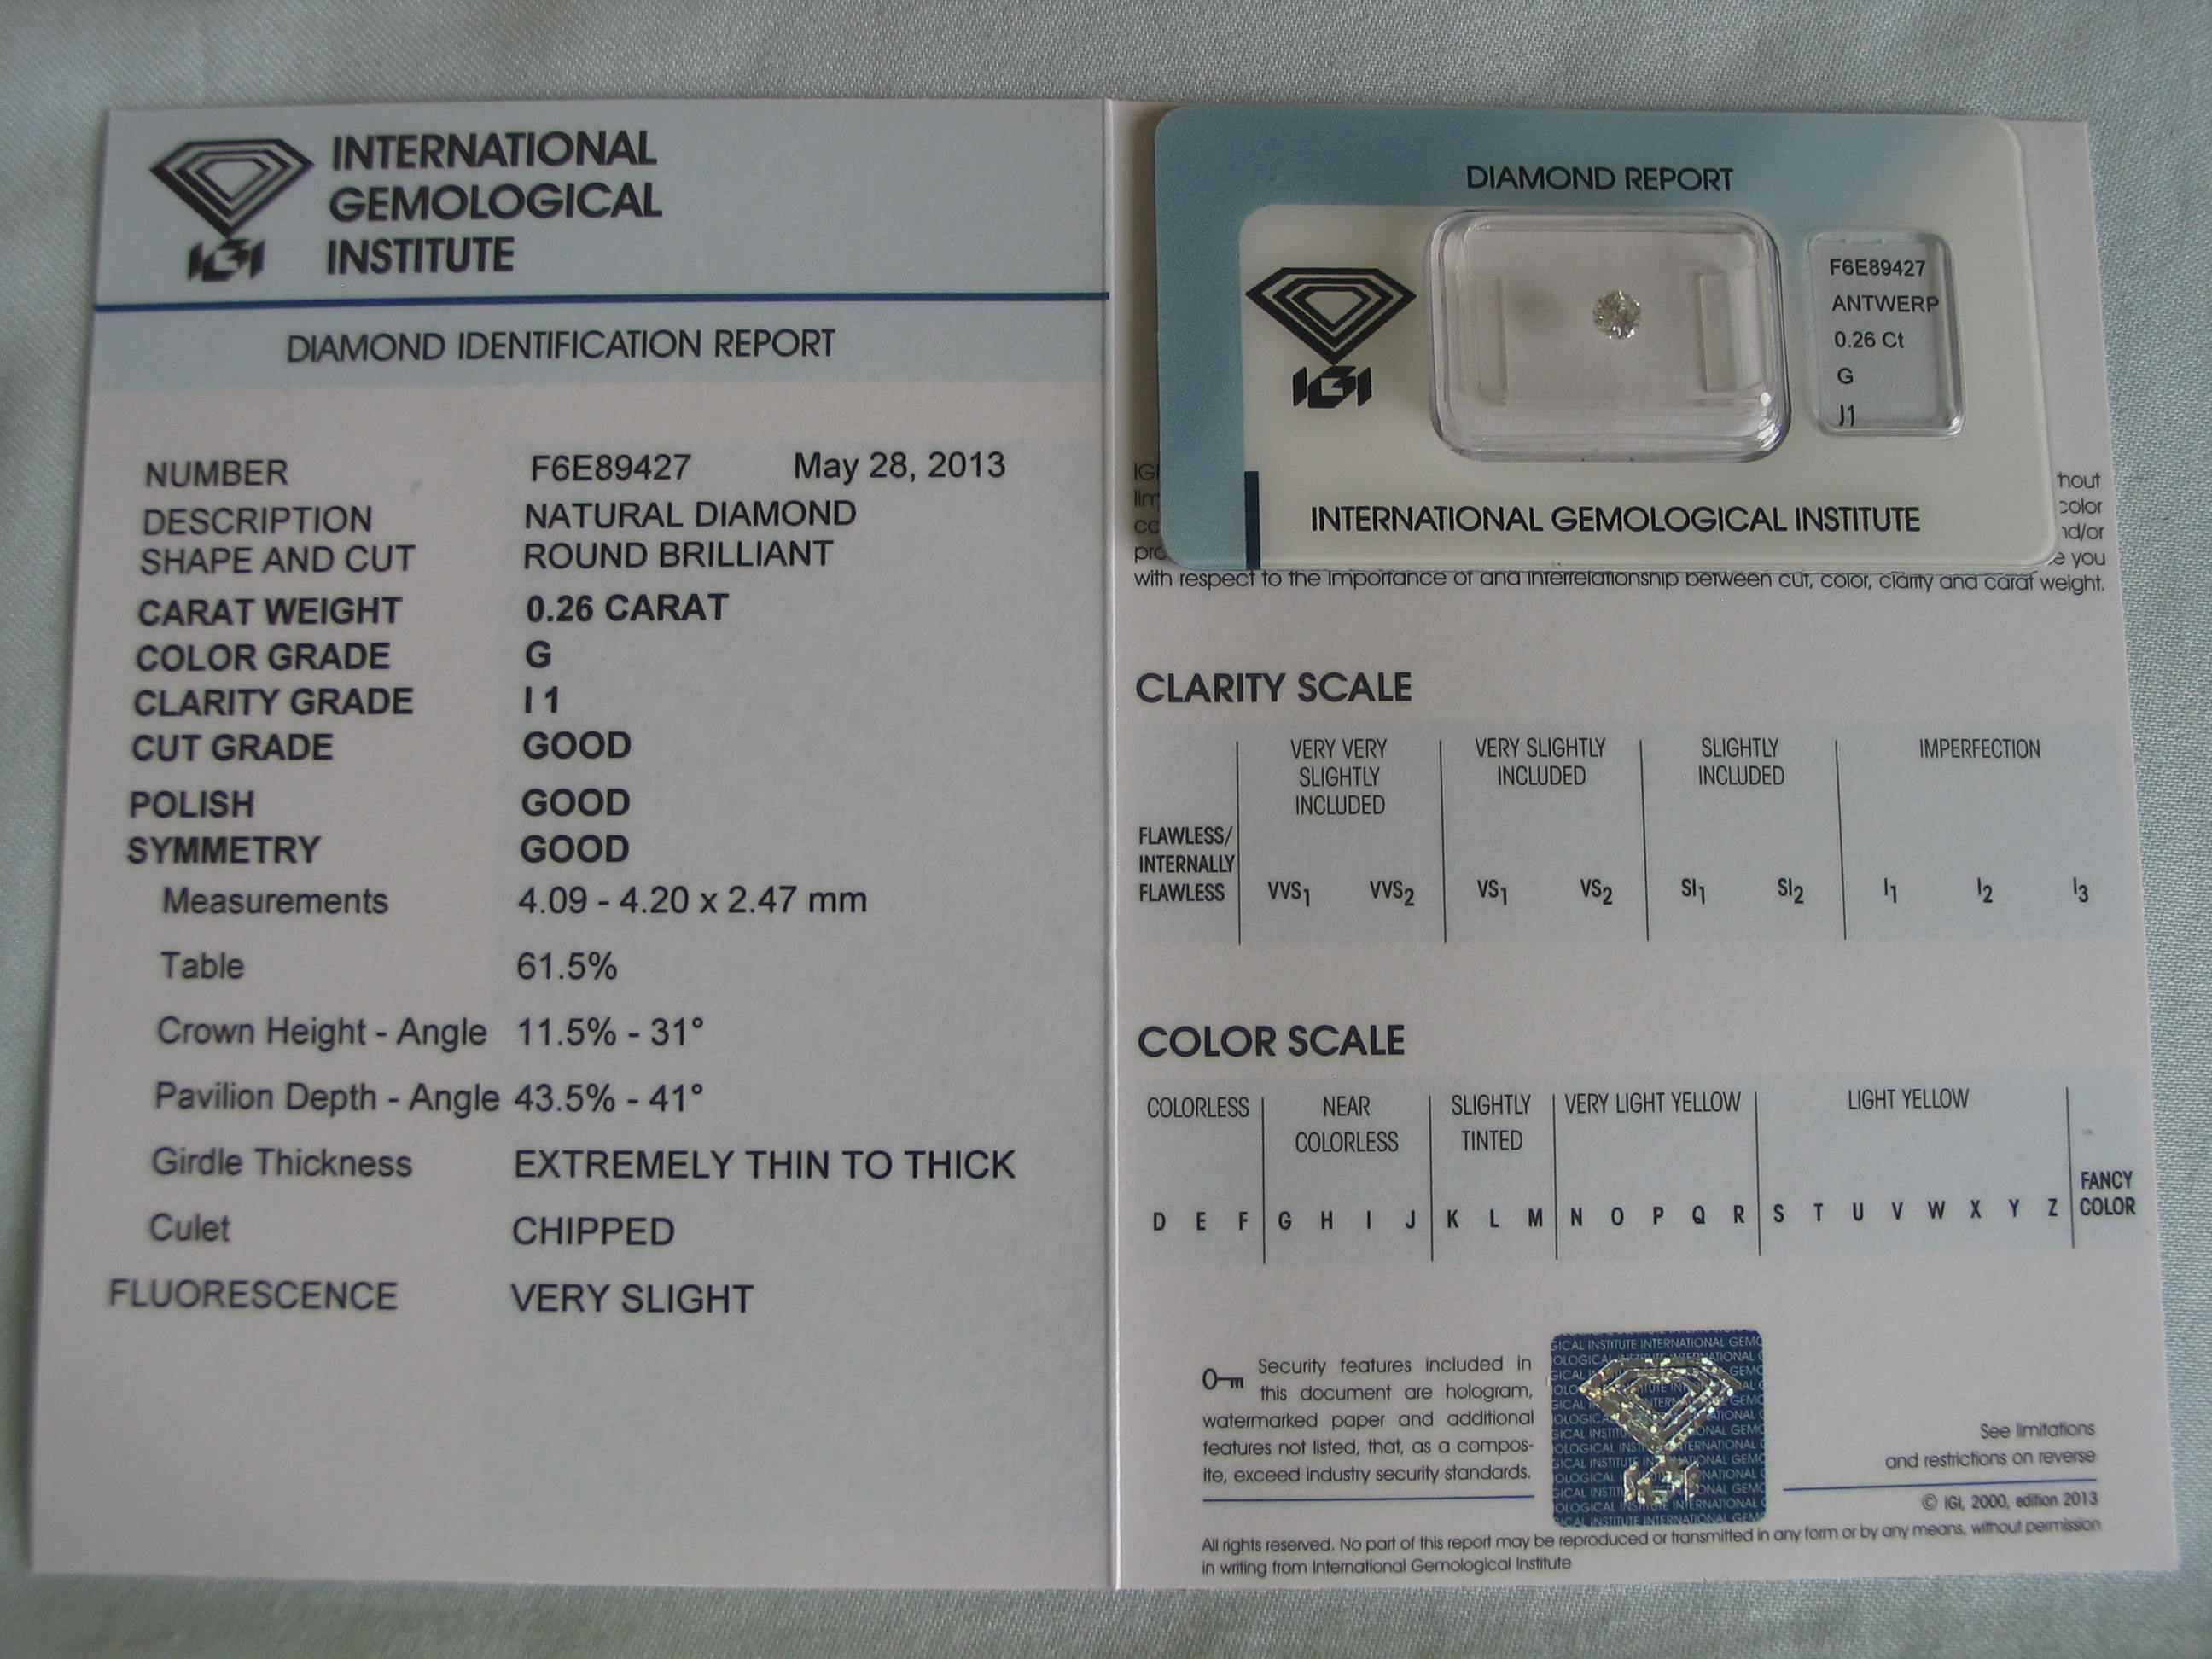 INTERNATIONAL
GEMOLOGICAL
INSTITUTE
IGI
DIAMOND IDENTIFICATION REPORT
NUMBER F6E89427 May 28, 2013
DESCRIPTION NATURAL DIAMOND
SHAPE AND CUT ROUND BRILLIANT
CARAT WEIGHT 0.26 CARAT
COLOR GRADE G
CLARITY GRADE I 1
CUT GRADE GOOD
POLISH GOOD
SYMMETRY GOOD
Measurements 4.09 - 4.20 x 2.47 mm
Table 61.5%
Crown Height - Angle 11.5% - 31°
Pavilion Depth - Angle 43.5% - 41°
Girdle Thickness EXTREMELY THIN TO THICK
Culet CHIPPED
FLUORESCENCE VERY SLIGHT
DIAMOND REPORT
IGI
F6E89427
ANTWERP
0.26 Ct
G
I1
INTERNATIONAL GEMOLOGICAL INSTITUTE
color
you
with respect to the importance of and interrelationship between cut, color, clarity and carat weight.
CLARITY SCALE
FLAWLESS/
INTERNALLY
FLAWLESS
VERY VERY
SLIGHTLY
INCLUDED
VERY SLIGHTLY
INCLUDED
SLIGHTLY
INCLUDED
IMPERFECTION
VVS1 VVS2 VS1 VS2 SI1 SI2 I1 I2 I3
COLOR SCALE
COLORLESS
NEAR
COLORLESS
SLIGHTLY
TINTED
VERY LIGHT YELLOW
LIGHT YELLOW
FANCY
COLOR
D E F G H I J K L M N O P Q R S T U V W X Y Z
Security features included in
this document are hologram,
watermarked paper and additional
features not listed, that, as a compos-
ite, exceed industry security standards.
IGI
See limitations
and restrictions on reverse
© IGI, 2000, edition 2013
All rights reserved. No part of this report may be reproduced or transmitted in any form or by any means, without permission
in writing from International Gemological Institute